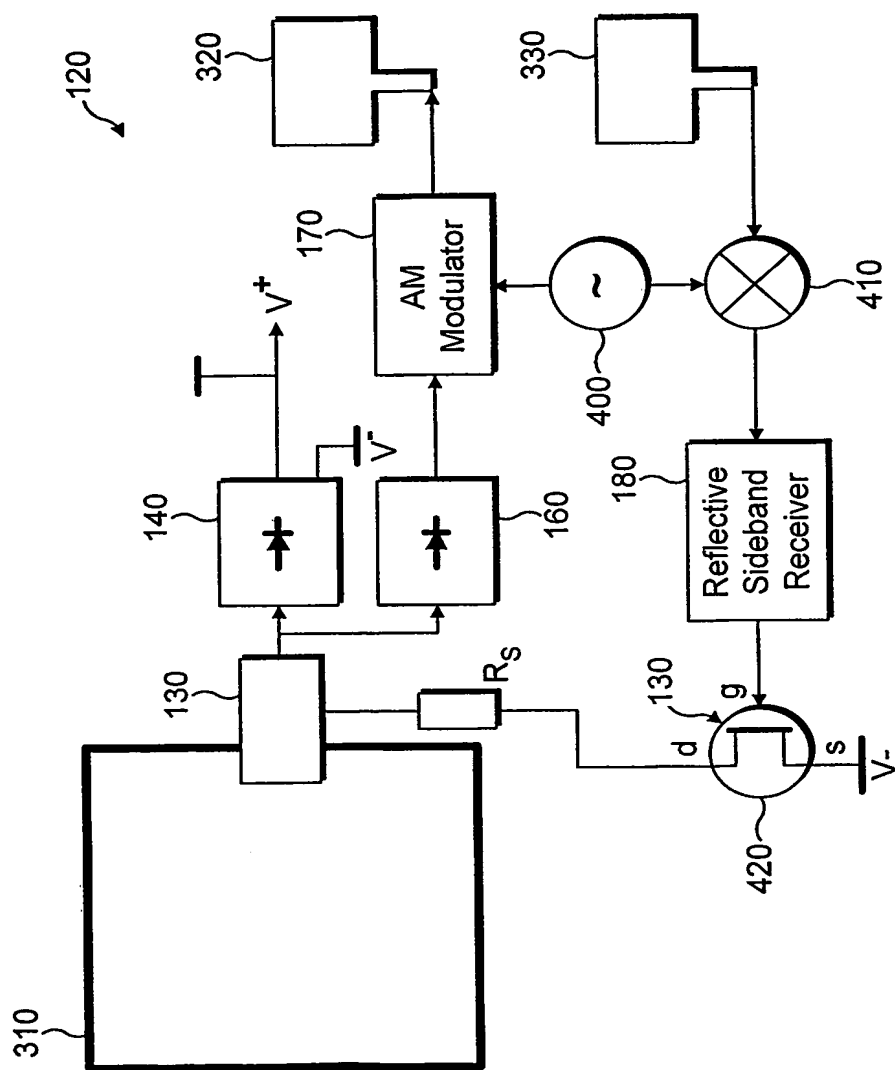 120
310
130
140
V+
V-
160
170
AM
Modulator
320
Rs
400
~
330
410
180
Reflective
Sideband
Receiver
130
d
g
s
420
V-